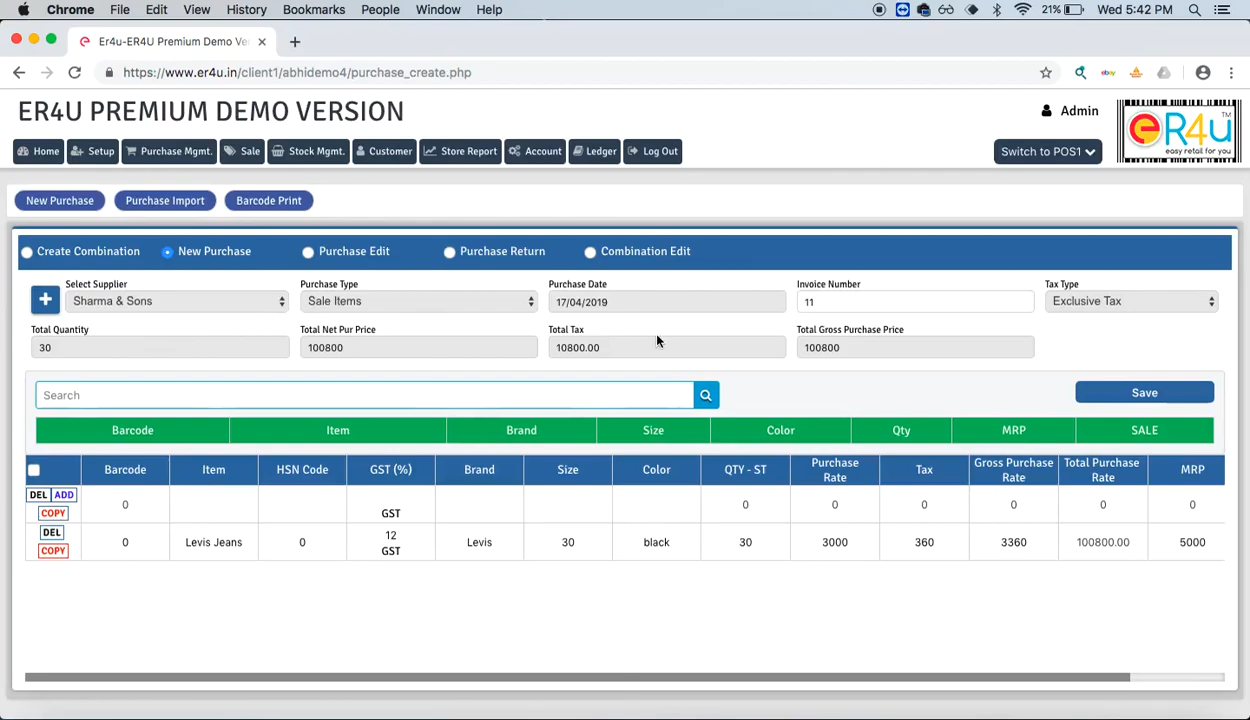 Chrome File Edit View History Bookmarks People Window Help 21% Wed 5:42 PM
Er4u-ER4U Premium Demo Ve
https://www.er4u.in/client1/abhidemo4/purchase_create.php
ebay
ER4U PREMIUM DEMO VERSION
Admin
eR4u TM
easy retail for you
Home Setup Purchase Mgmt. Sale Stock Mgmt. Customer Store Report Account Ledger Log Out Switch to POS1
New Purchase Purchase Import Barcode Print
Create Combination New Purchase Purchase Edit Purchase Return Combination Edit
Select Supplier Purchase Type Purchase Date Invoice Number Tax Type
+ Sharma & Sons Sale Items 17/04/2019 11 Exclusive Tax
Total Quantity Total Net Pur Price Total Tax Total Gross Purchase Price
30 100800 10800.00 100800
Search Save
Barcode Item Brand Size Color Qty MRP SALE
Barcode Item HSN Code GST (%) Brand Size Color QTY - ST Purchase Rate Tax Gross Purchase Rate Total Purchase Rate MRP
DEL ADD
COPY 0 GST 0 0 0 0 0 0
DEL
COPY 0 Levis Jeans 0 12 GST Levis 30 black 30 3000 360 3360 100800.00 5000